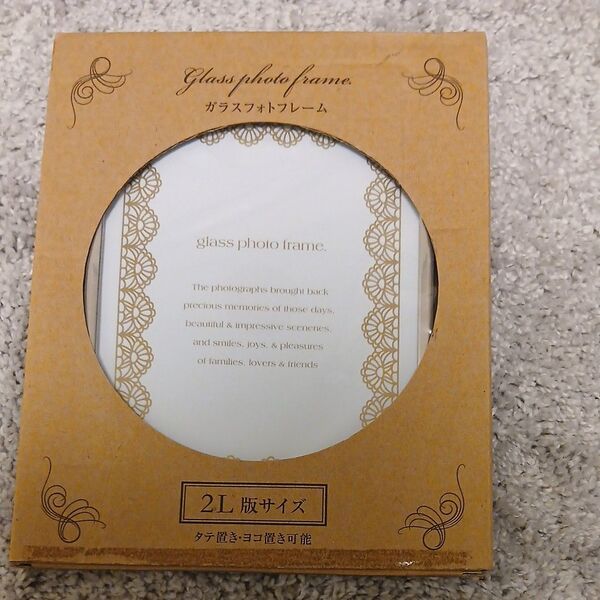 Glass photo frame.
ガラスフォトフレーム
glass photo frame.
The photographs brought back
precious memories of those days,
beautiful & impressive sceneries,
and smiles, joys, & pleasures
of families, lovers & friends
2L 版サイズ
タテ置き・ヨコ置き可能